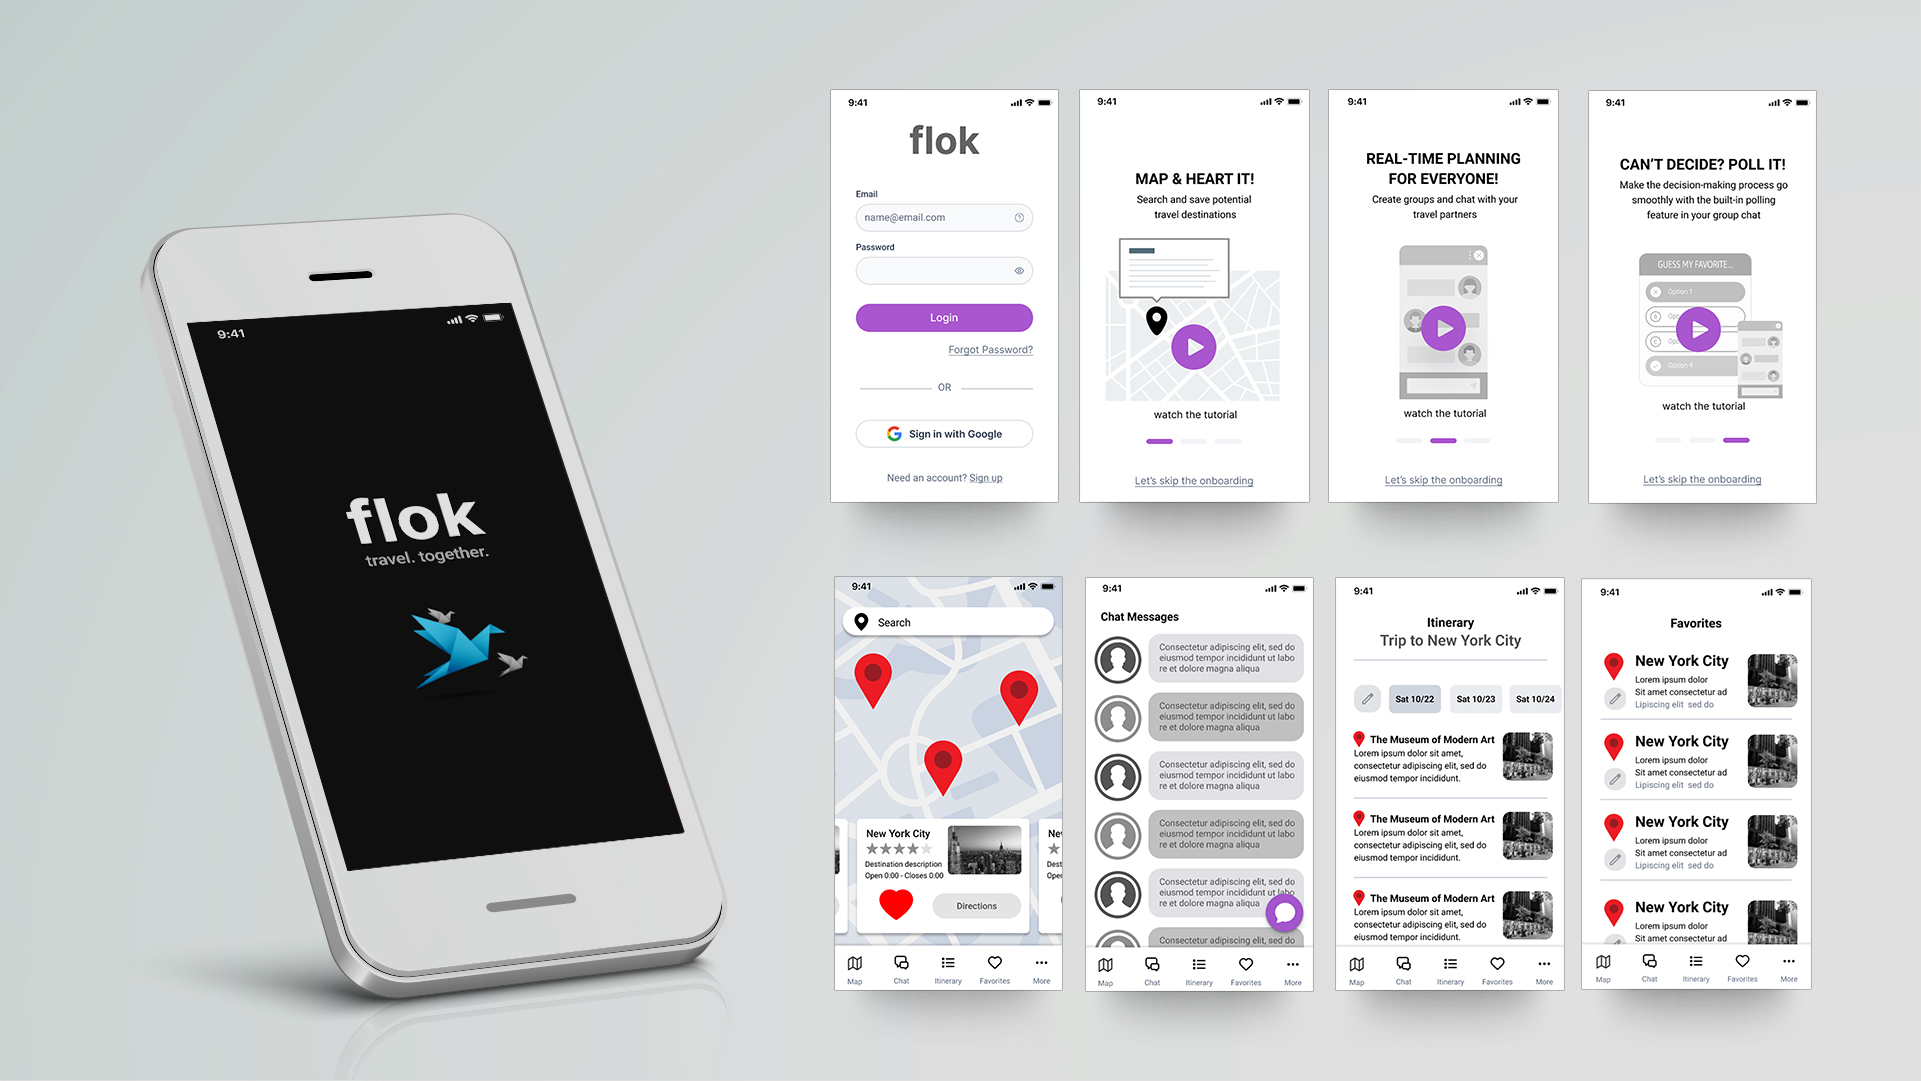 9:41
flok
travel. together.
9:41
flok
Email
name@email.com
Password
Login
Forgot Password?
OR
Sign in with Google
Need an account? Sign up
9:41
MAP & HEART IT!
Search and save potential
travel destinations
watch the tutorial
Let's skip the onboarding
9:41
REAL-TIME PLANNING
FOR EVERYONE!
Create groups and chat with your
travel partners
watch the tutorial
Let's skip the onboarding
9:41
CAN'T DECIDE? POLL IT!
Make the decision-making process go
smoothly with the built-in polling
feature in your group chat
GUESS MY FAVORITE...
Option 1
B
C
Option 4
watch the tutorial
Let's skip the onboarding
9:41
Search
New York City
Destination description
Open 0:00 - Closes 0:00
Directions
Map
Chat
Itinerary
Favorites
More
9:41
Chat Messages
Consectetur adipiscing elit, sed do
eiusmod tempor incididunt ut labo
re et dolore magna aliqua
Consectetur adipiscing elit, sed do
eiusmod tempor incididunt ut labo
re et dolore magna aliqua
Consectetur adipiscing elit, sed do
eiusmod tempor incididunt ut labo
re et dolore magna aliqua
Consectetur adipiscing elit, sed do
eiusmod tempor incididunt ut labo
re et dolore magna aliqua
Consectetur adipiscing elit, sed do
eiusmod tempor incididunt ut labo
re et dolore magna aliqua
Consectetur adipiscing elit, sed do
Map
Chat
Itinerary
Favorites
More
9:41
Itinerary
Trip to New York City
Sat 10/22
Sat 10/23
Sat 10/24
The Museum of Modern Art
Lorem ipsum dolor sit amet,
consectetur adipiscing elit, sed do
eiusmod tempor incididunt.
The Museum of Modern Art
Lorem ipsum dolor sit amet,
consectetur adipiscing elit, sed do
eiusmod tempor incididunt.
The Museum of Modern Art
Lorem ipsum dolor sit amet,
consectetur adipiscing elit, sed do
eiusmod tempor incididunt.
Map
Chat
Itinerary
Favorites
More
9:41
Favorites
New York City
Lorem ipsum dolor
Sit amet consectetur ad
Lipiscing elit sed do
New York City
Lorem ipsum dolor
Sit amet consectetur ad
Lipiscing elit sed do
New York City
Lorem ipsum dolor
Sit amet consectetur ad
Lipiscing elit sed do
New York City
Lorem ipsum dolor
Sit amet consectetur ad
Map
Chat
Itinerary
Favorites
More